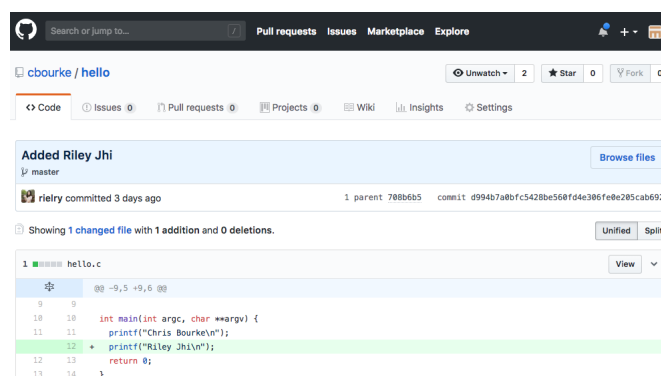 Search or jump to... / Pull requests Issues Marketplace Explore
cbourke / hello Unwatch 2 Star 0 Fork 0
Code Issues 0 Pull requests 0 Projects 0 Wiki Insights Settings
Added Riley Jhi Browse files
master
rielry committed 3 days ago 1 parent 708b6b5 commit d994b7a0bfc5428be560fd4e306fe0e205cab692
Showing 1 changed file with 1 addition and 0 deletions. Unified Split
1 hello.c View
@@ -9,5 +9,6 @@
9 9
10 10 int main(int argc, char **argv) {
11 11 printf("Chris Bourke\n");
12 + printf("Riley Jhi\n");
12 13 return 0;
13 14 }